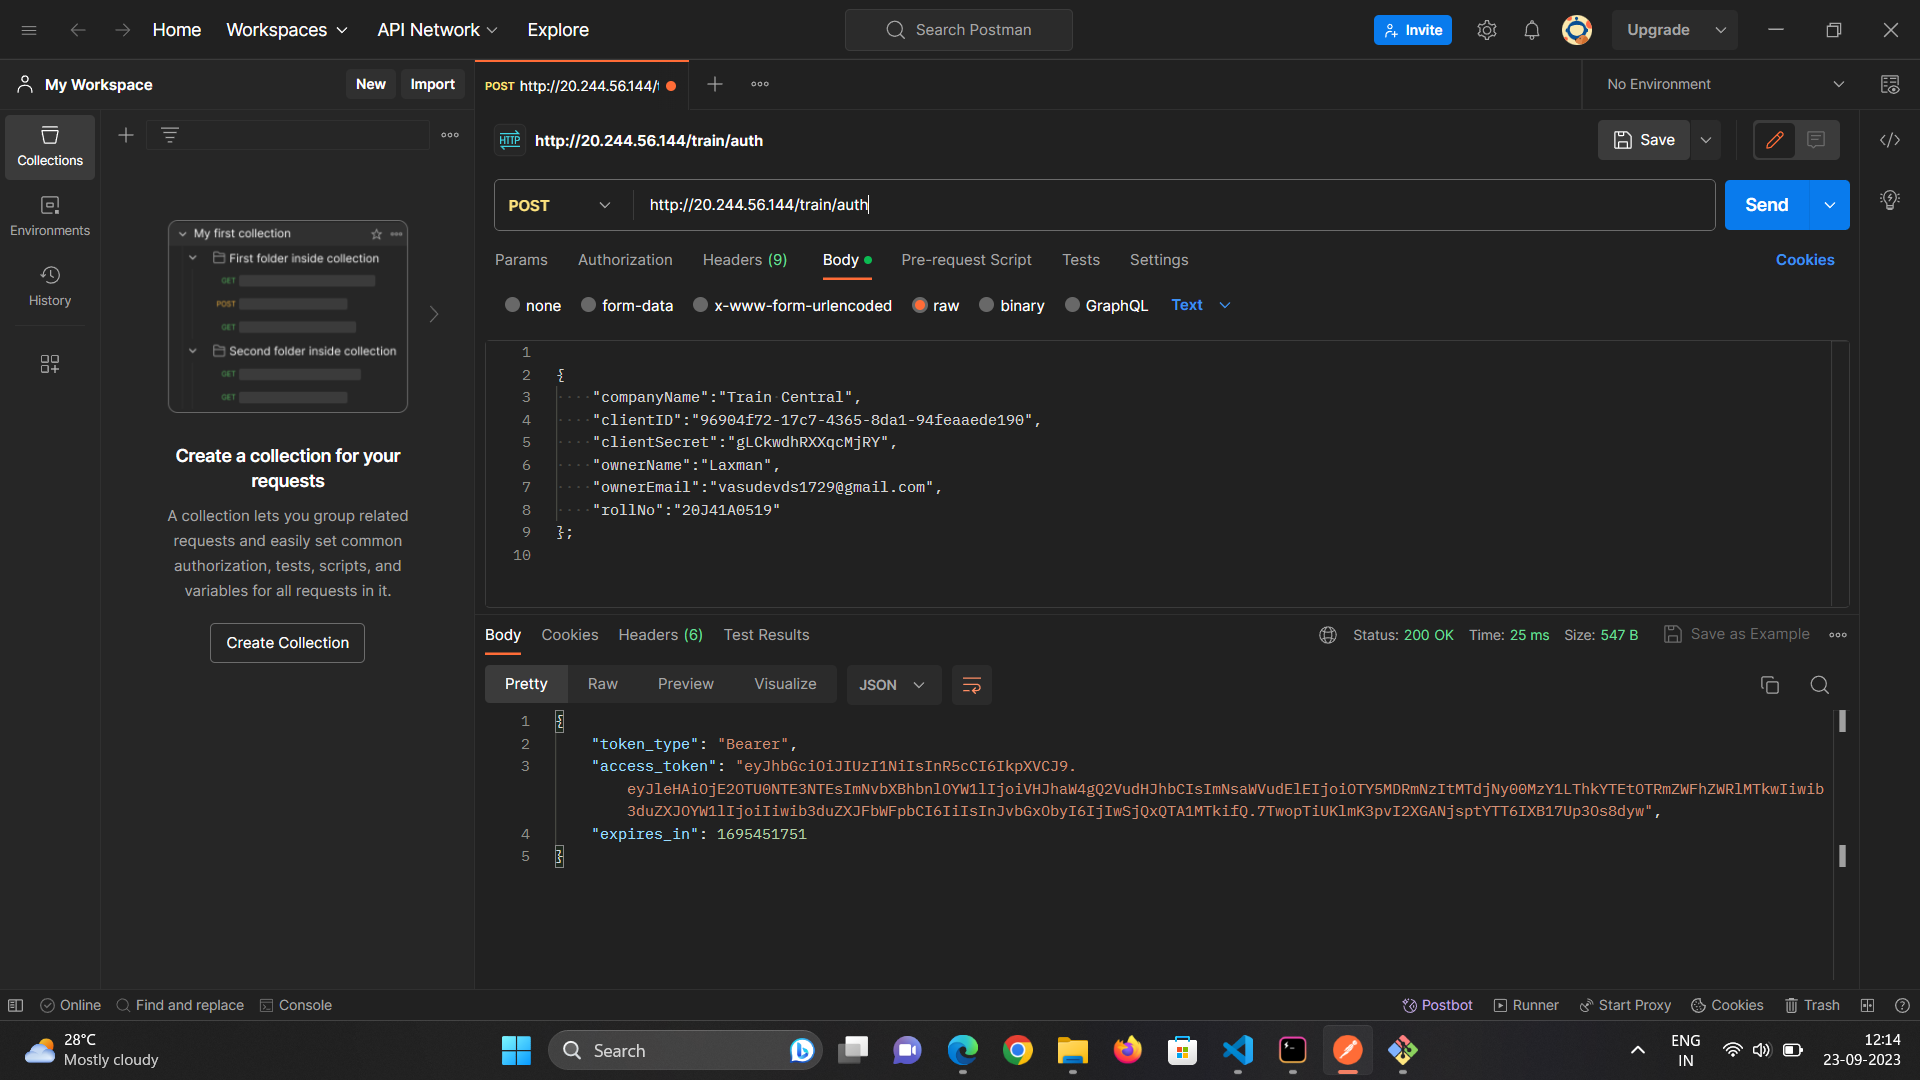 Home Workspaces API Network Explore Search Postman Invite Upgrade
My Workspace New Import POST http://20.244.56.144/t No Environment
Collections
Environments
History
My first collection
First folder inside collection
GET
POST
GET
Second folder inside collection
GET
GET
Create a collection for your
requests
A collection lets you group related
requests and easily set common
authorization, tests, scripts, and
variables for all requests in it.
Create Collection
HTTP http://20.244.56.144/train/auth Save
POST http://20.244.56.144/train/auth Send
Params Authorization Headers (9) Body Pre-request Script Tests Settings Cookies
none form-data x-www-form-urlencoded raw binary GraphQL Text
1
2 {
3 "companyName":"Train Central",
4 "clientID":"96904f72-17c7-4365-8da1-94feaaede190",
5 "clientSecret":"gLCkwdhRXXqcMjRY",
6 "ownerName":"Laxman",
7 "ownerEmail":"vasudevds1729@gmail.com",
8 "rollNo":"20J41A0519"
9 };
10
Body Cookies Headers (6) Test Results Status: 200 OK Time: 25 ms Size: 547 B Save as Example
Pretty Raw Preview Visualize JSON
1 {
2 "token_type": "Bearer",
3 "access_token": "eyJhbGciOiJIUzI1NiIsInR5cCI6IkpXVCJ9.
eyJleHAiOjE2OTU0NTE3NTEsImNvbXBhbnlOYW1lIjoiVHJhaW4gQ2VudHJhbCIsImNsaWVudElEIjoiOTY5MDRmNzItMTdjNy00MzY1LThkYTEtOTRmZWFhZWRlMTkwIiwib
3duZXJOYW1lIjoiIiwib3duZXJFbWFpbCI6IiIsInJvbGxObyI6IjIwSjQxQTA1MTkifQ.7TwopTiUKlmK3pvI2XGANjsptYTT6IXB17Up3Os8dyw",
4 "expires_in": 1695451751
5 }
Online Find and replace Console Postbot Runner Start Proxy Cookies Trash
28°C
Mostly cloudy
Search
ENG
IN
12:14
23-09-2023